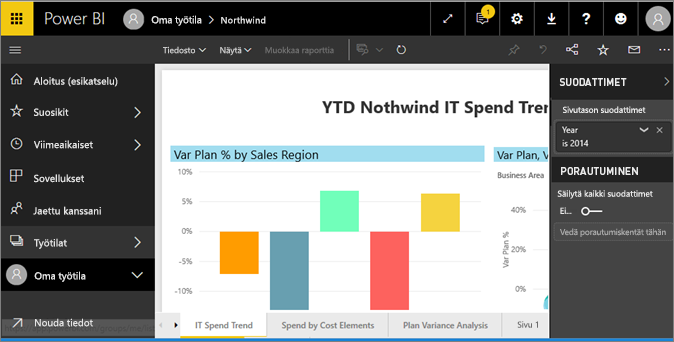 Power BI
Oma työtila > Northwind
1
Tiedosto Näytä Muokkaa raporttia
Aloitus (esikatselu)
Suosikit
Viimeaikaiset
Sovellukset
Jaettu kanssani
Työtilat
Oma työtila
Nouda tiedot
YTD Nothwind IT Spend Tren
Var Plan % by Sales Region
10%
5%
0%
-5%
-10%
Var Plan, V
Business Area
40%
20%
0%
Var Plan %
IT Spend Trend
Spend by Cost Elements
Plan Variance Analysis
Sivu 1
SUODATTIMET
Sivutason suodattimet
Year
is 2014
PORAUTUMINEN
Säilytä kaikki suodattimet
Ei...
Vedä porautumiskentät tähän